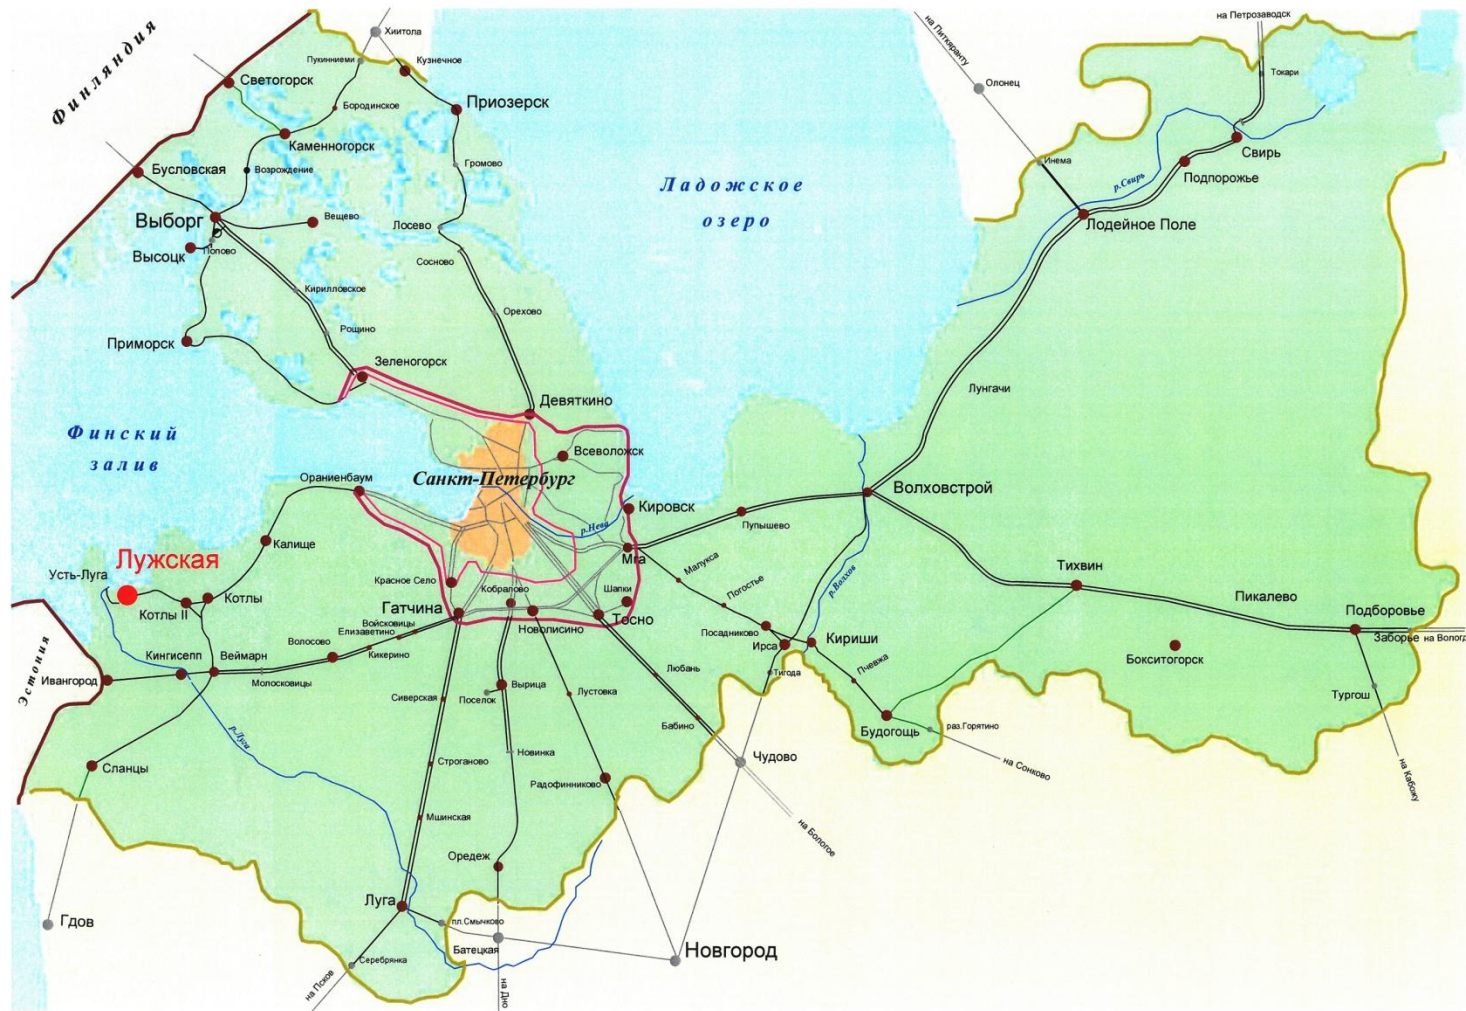 на Петрозаводск
на Питкяранту
Хиитола
Финляндия
Пукинниеми
Кузнечное
Светогорск
Токари
Олонец
Бородинское
Приозерск
Каменногорск
Свирь
Бусловская
Возрождение
Громово
Инема
Подпорожье
Ладожское
озеро
р.Свирь
Выборг
Вещево
Лосево
Лодейное Поле
Высоцк
Попово
Сосново
Кирилловское
Орехово
Рощино
Приморск
Зеленогорск
Лунгачи
Девяткино
Финский
залив
Всеволожск
Ораниенбаум
Санкт-Петербург
Волховстрой
Кировск
р.Нева
Пупышево
Калище
Мга
Лужская
Малукса
Тихвин
Усть-Луга
Красное Село
Кобралово
Шапки
Погостье
р.Волхов
Котлы
Пикалево
Котлы II
Гатчина
Тосно
Подборовье
Войсковицы
Новолисино
Посадниково
Кириши
Елизаветино
Заборье
на Вологду
Волосово
Ирса
Кингисепп
Веймарн
Кикерино
Бокситогорск
Эстония
Ивангород
Любань
Тигода
Пчевжа
Молосковицы
Вырица
Сиверская
Поселок
Лустовка
Тургош
р.Луга
Бабино
раз.Горятино
Будогощь
Новинка
Чудово
Сланцы
Строганово
на Сонково
Радофинниково
на Кабожу
Мшинская
на Бологое
Оредеж
Луга
Гдов
пл.Смычково
Батецкая
Новгород
Серебрянка
на Псков
на Дно